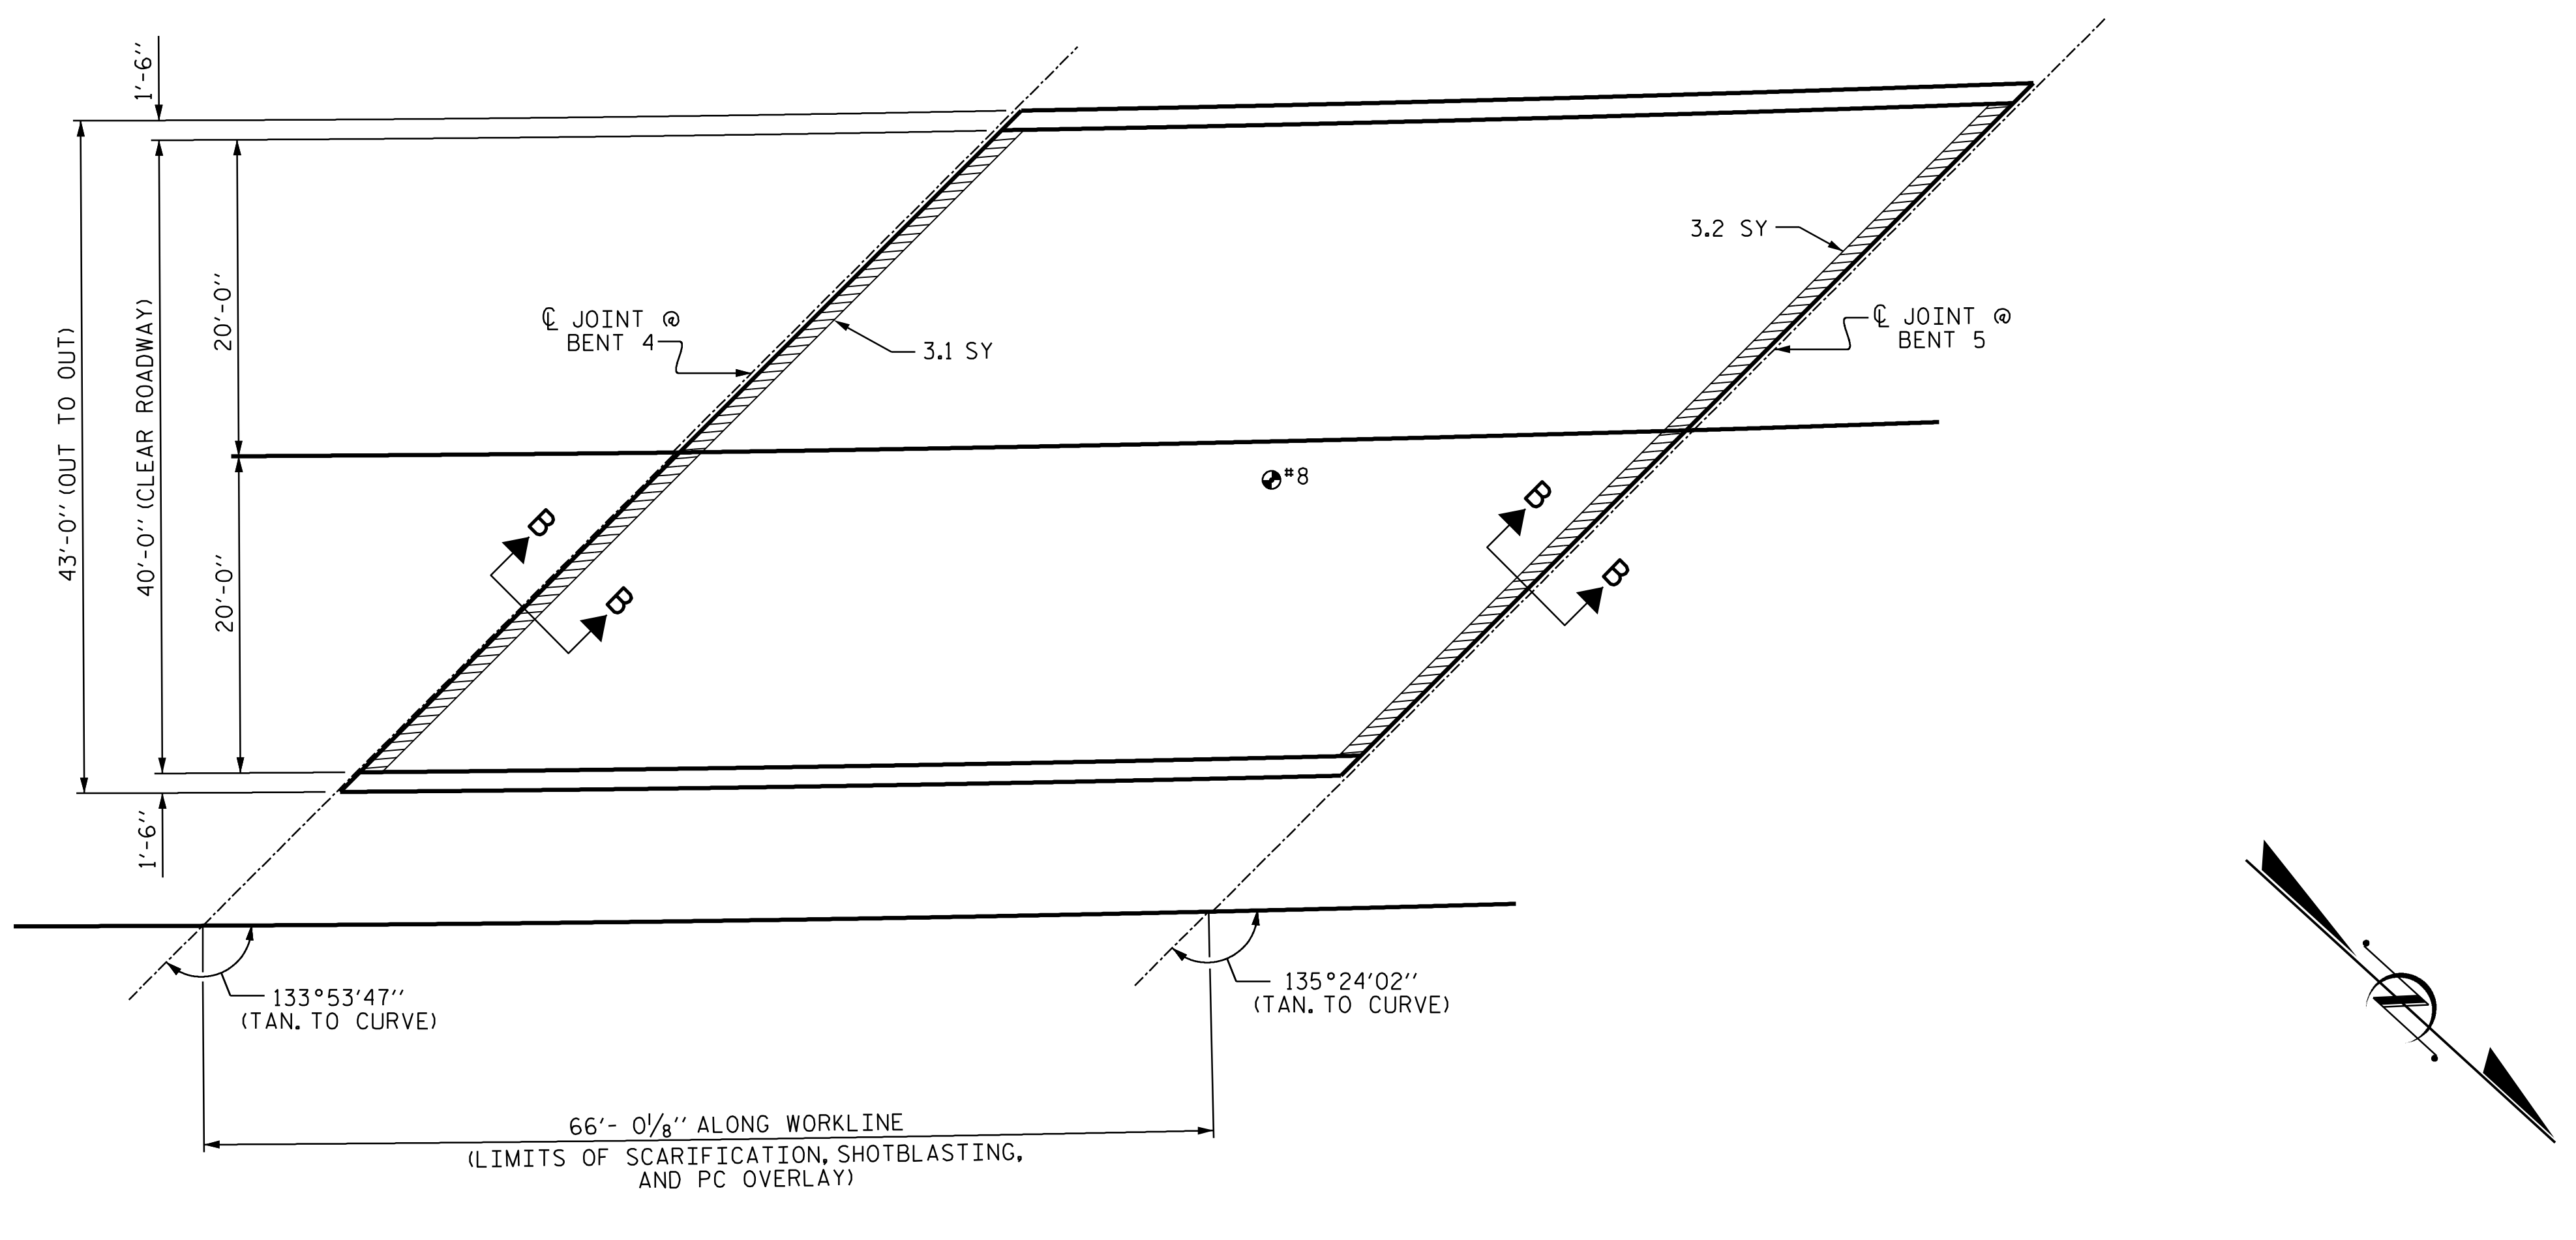 1'-6"
43'-0" (OUT TO OUT)
40'-0" (CLEAR ROADWAY)
20'-0"
20'-0"
1'-6"
℄ JOINT @
BENT 4
3.1 SY
3.2 SY
℄ JOINT @
BENT 5
#8
B
B
B
B
133°53'47"
(TAN. TO CURVE)
135°24'02"
(TAN. TO CURVE)
66'- 0 1/8" ALONG WORKLINE
(LIMITS OF SCARIFICATION, SHOTBLASTING,
AND PC OVERLAY)